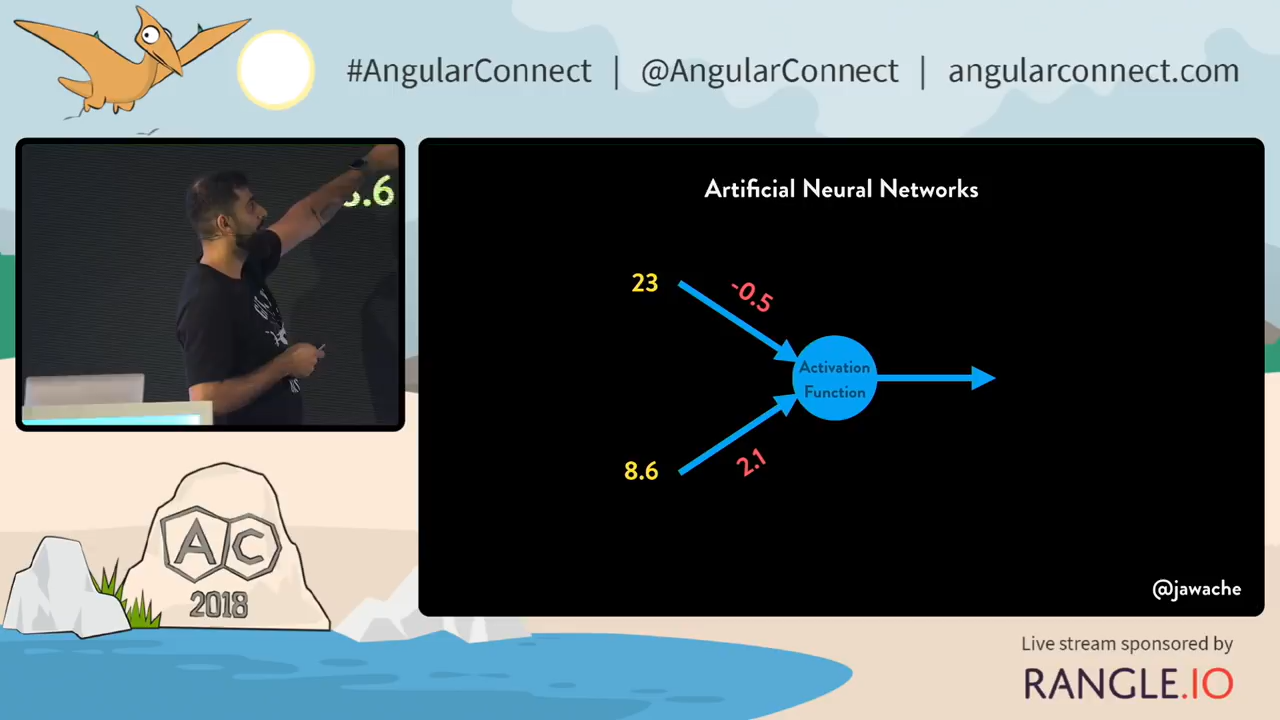 #AngularConnect | @AngularConnect | angularconnect.com
Artificial Neural Networks
23
-0.5
Activation
Function
8.6
2.1
@jawache
AC
2018
Live stream sponsored by
RANGLE.IO